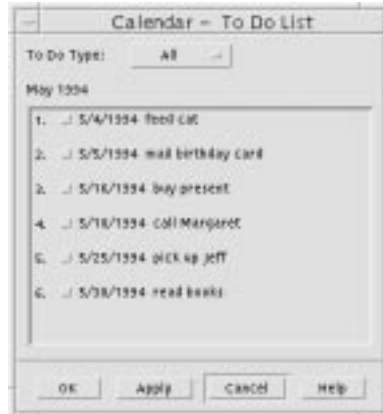 Calendar – To Do List
To Do Type: All
May 1994
1. 5/4/1994 feed cat
2. 5/5/1994 mail birthday card
3. 5/16/1994 buy present
4. 5/18/1994 call Margaret
5. 5/25/1994 pick up Jeff
6. 5/30/1994 read books
OK Apply Cancel Help